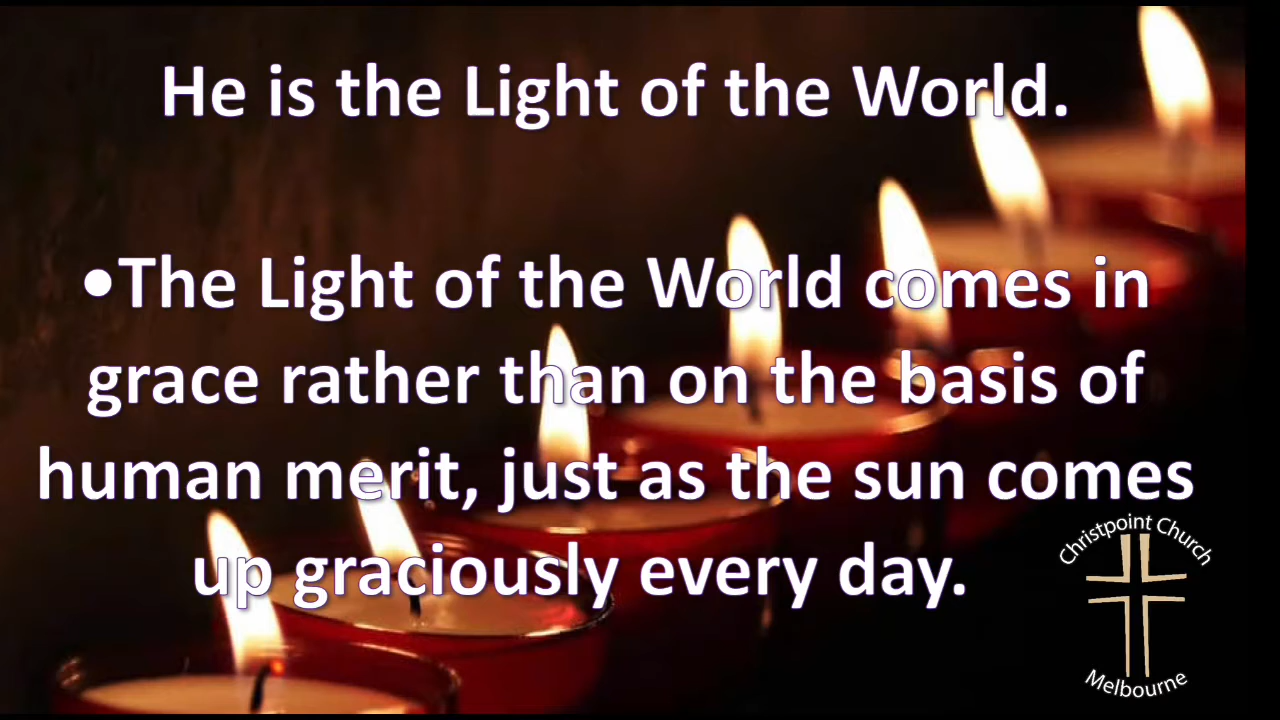 He is the Light of the World.
•The Light of the World comes in
grace rather than on the basis of
human merit, just as the sun comes
up graciously every day.
Christpoint Church
Melbourne